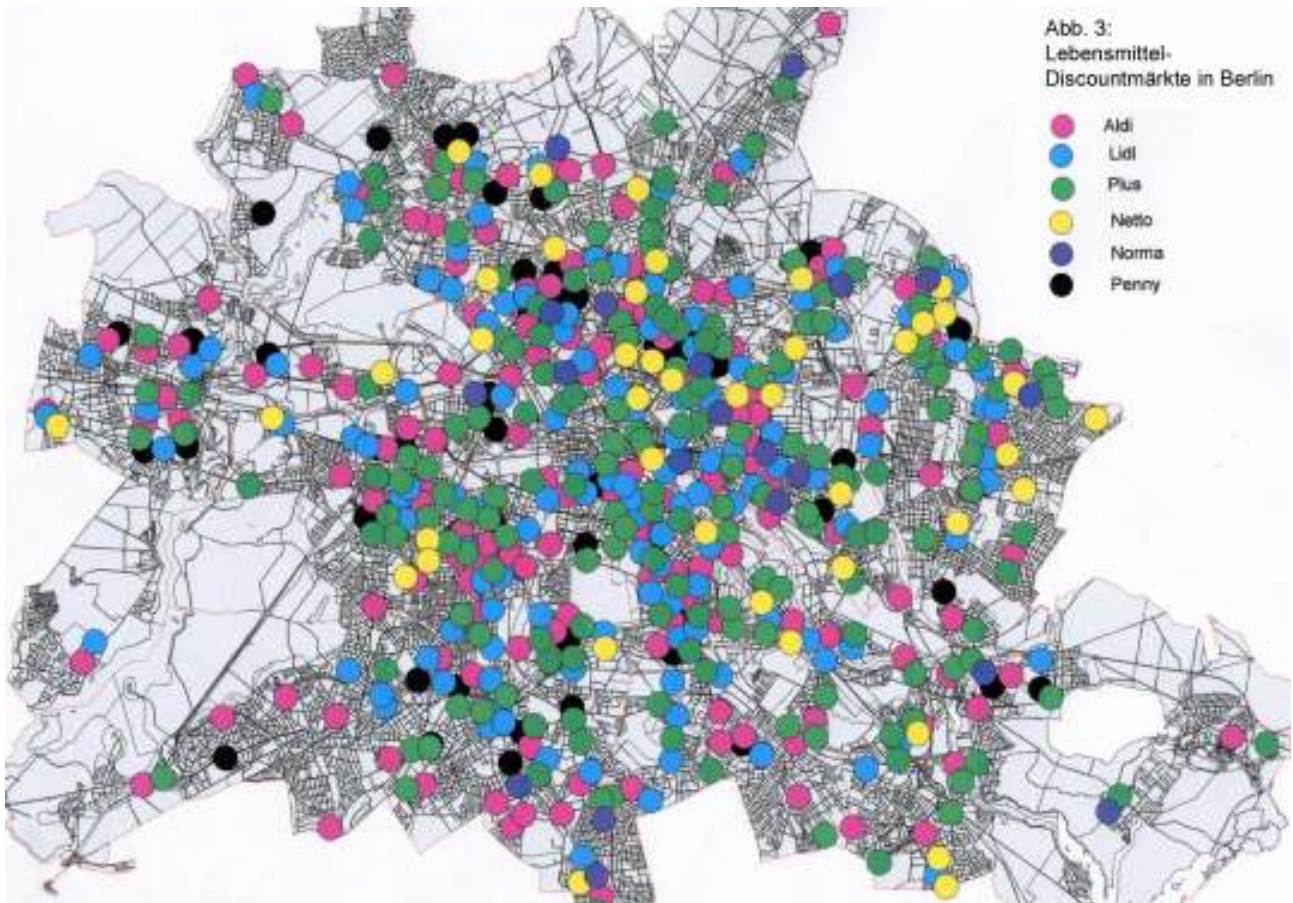 Abb. 3:
Lebensmittel-
Discountmärkte in Berlin
Aldi
Lidl
Plus
Netto
Norma
Penny